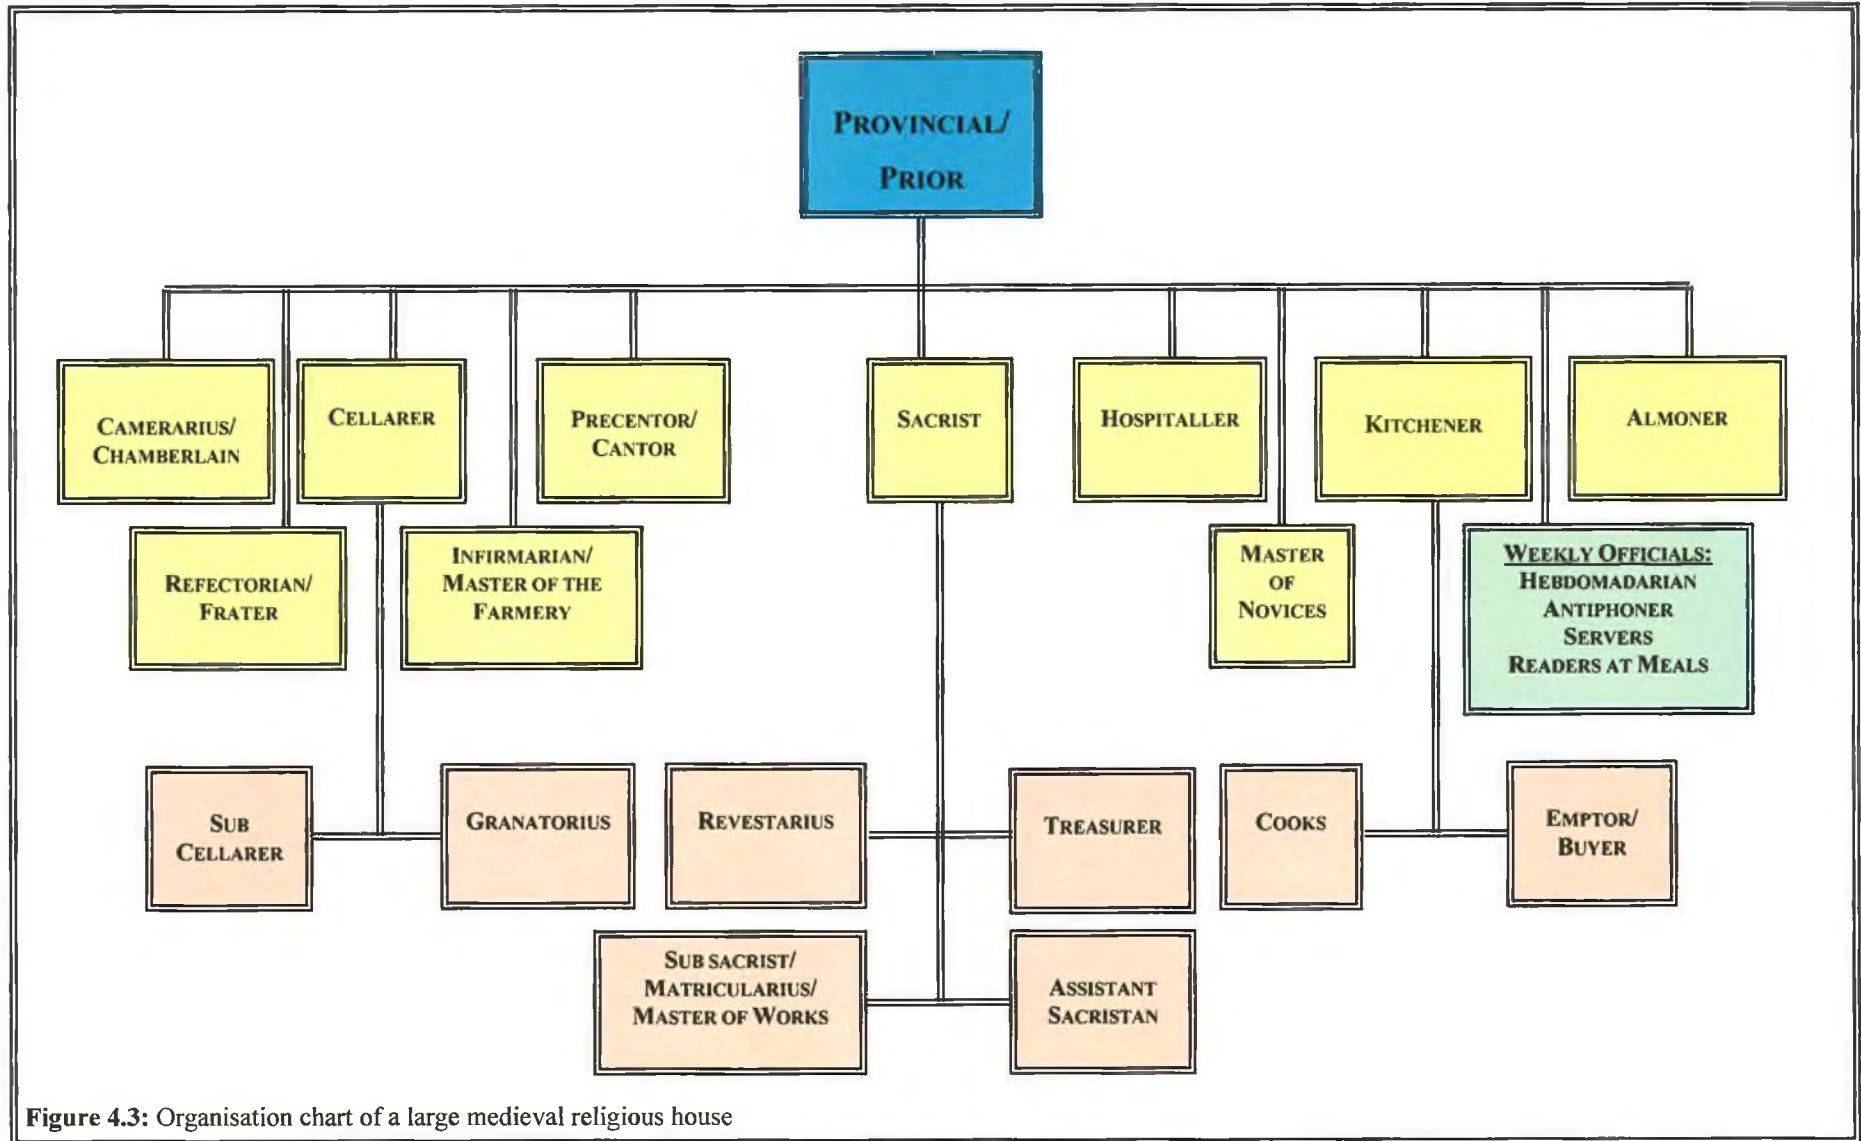 PROVINCIAL/
PRIOR
CAMERARIUS/
CHAMBERLAIN
CELLARER
PRECENTOR/
CANTOR
SACRIST
HOSPITALLER
KITCHENER
ALMONER
REFECTORIAN/
FRATER
INFIRMARIAN/
MASTER OF THE
FARMERY
MASTER
OF
NOVICES
WEEKLY OFFICIALS:
HEBDOMADARIAN
ANTIPHONER
SERVERS
READERS AT MEALS
SUB
CELLARER
GRANATORIUS
REVESTARIUS
TREASURER
COOKS
EMPTOR/
BUYER
SUB SACRIST/
MATRICULARIUS/
MASTER OF WORKS
ASSISTANT
SACRISTAN
Figure 4.3: Organisation chart of a large medieval religious house